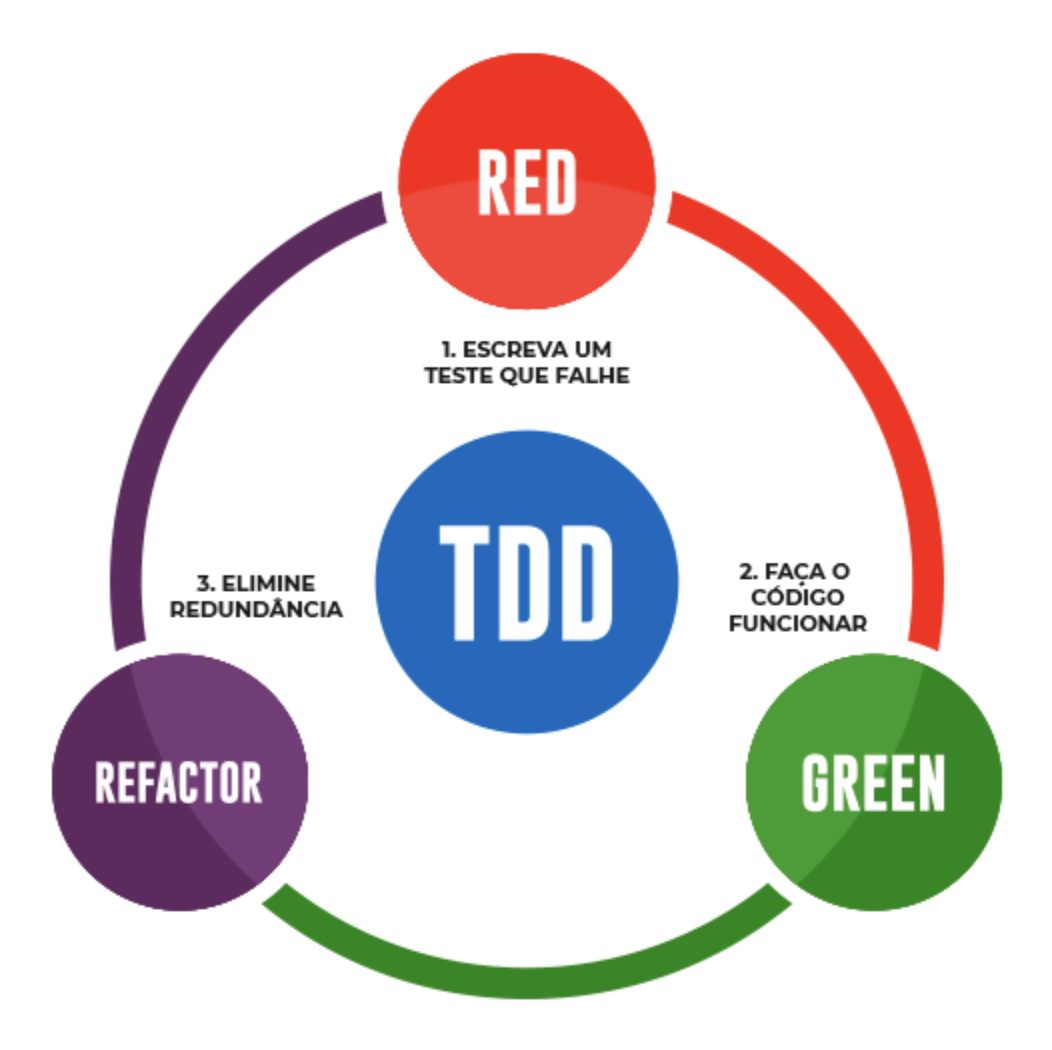 RED
1. ESCREVA UM
TESTE QUE FALHE
TDD
2. FAÇA O
CÓDIGO
FUNCIONAR
3. ELIMINE
REDUNDÂNCIA
REFACTOR
GREEN